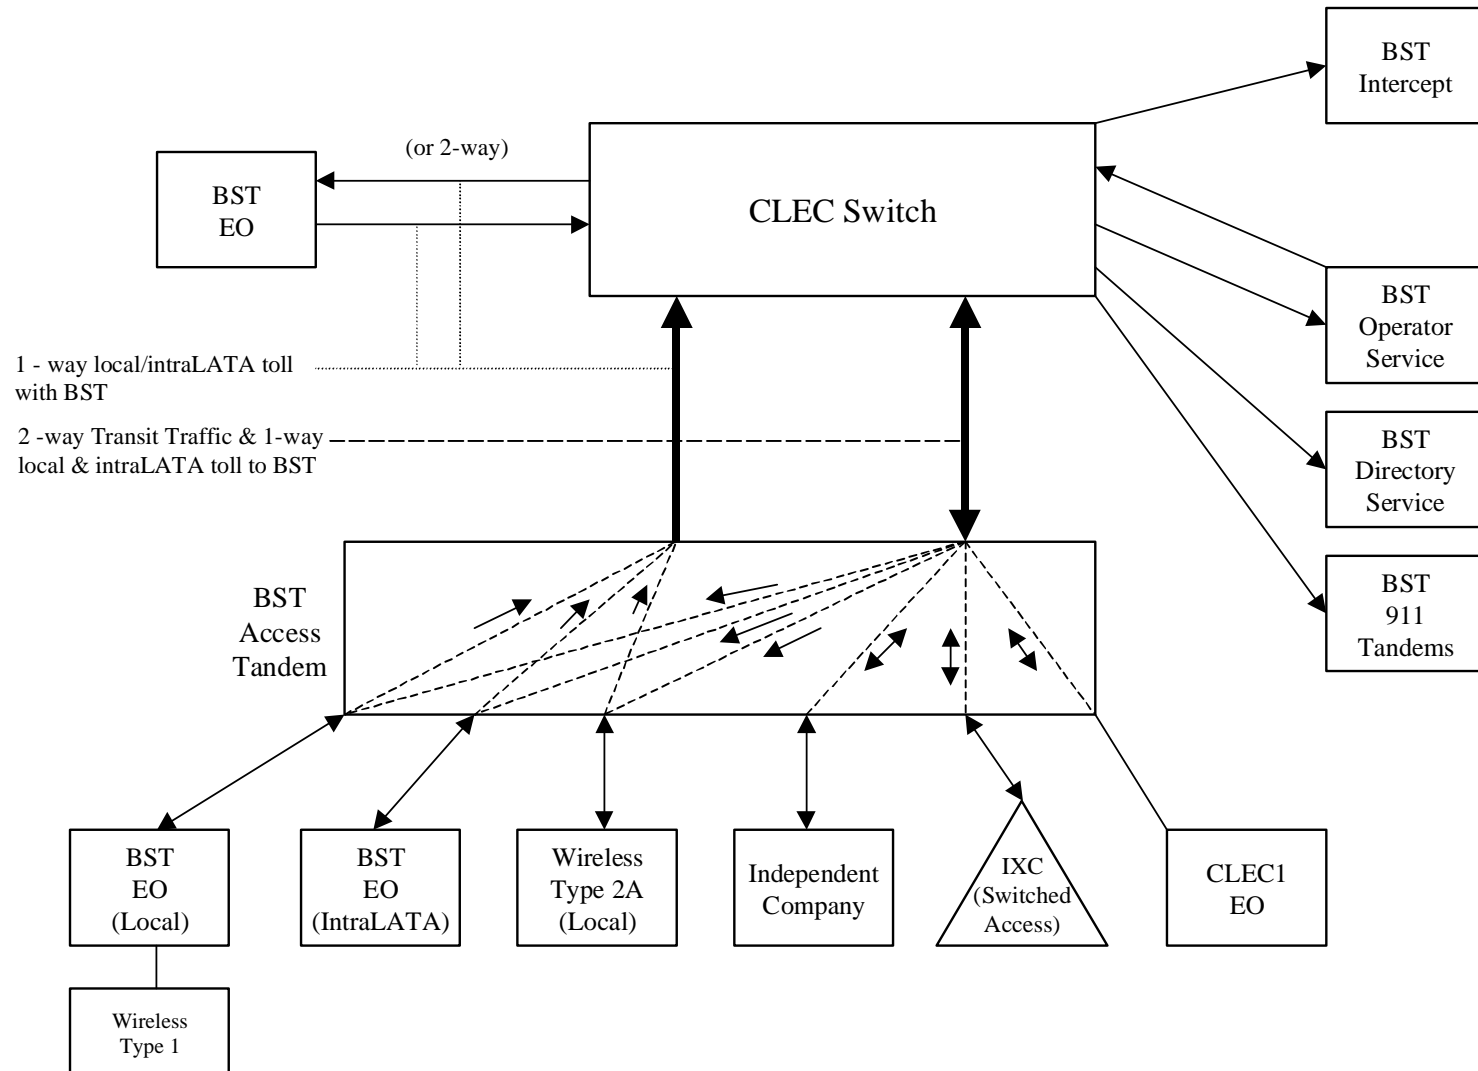 BST
Intercept
(or 2-way)
BST
EO
CLEC Switch
BST
Operator
Service
1 - way local/intraLATA toll
with BST
2 -way Transit Traffic & 1-way
local & intraLATA toll to BST
BST
Directory
Service
BST
Access
Tandem
BST
911
Tandems
BST
EO
(Local)
BST
EO
(IntraLATA)
Wireless
Type 2A
(Local)
Independent
Company
IXC
(Switched
Access)
CLEC1
EO
Wireless
Type 1